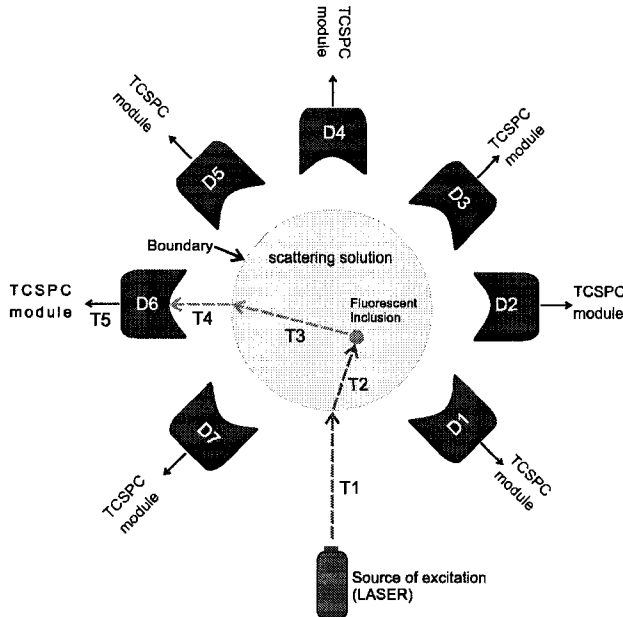 TCSPC
module
D4
TCSPC
module
D5
TCSPC
module
D3
Boundary
scattering solution
TCSPC
module
T5
D6
T4
T3
Fluorescent
Inclusion
D2
TCSPC
module
T2
D7
TCSPC
module
D1
TCSPC
module
T1
Source of excitation
(LASER)